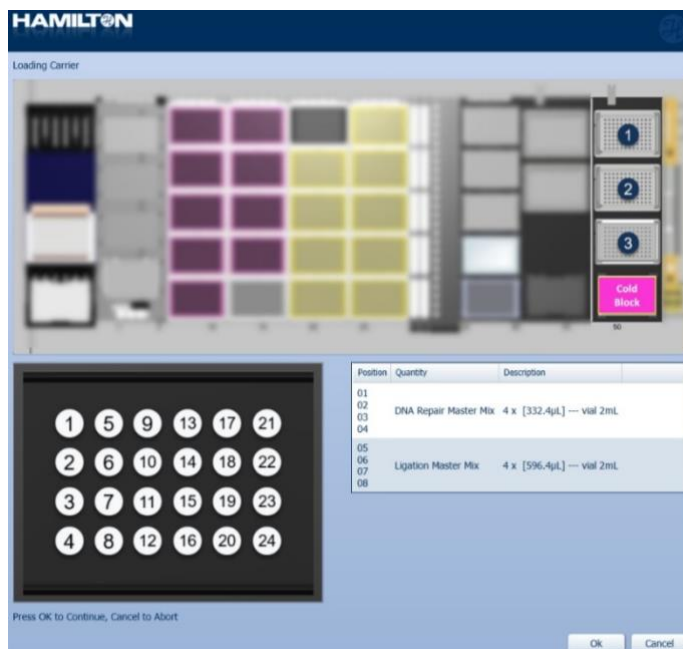 HAMILTON
Loading Carrier
1
2
3
Cold
Block
50
1 5 9 13 17 21
2 6 10 14 18 22
3 7 11 15 19 23
4 8 12 16 20 24
Position Quantity Description
01
02
03
04
DNA Repair Master Mix 4 x [332.4µL] --- vial 2mL
05
06
07
08
Ligation Master Mix 4 x [596.4µL] --- vial 2mL
Press OK to Continue, Cancel to Abort
Ok Cancel